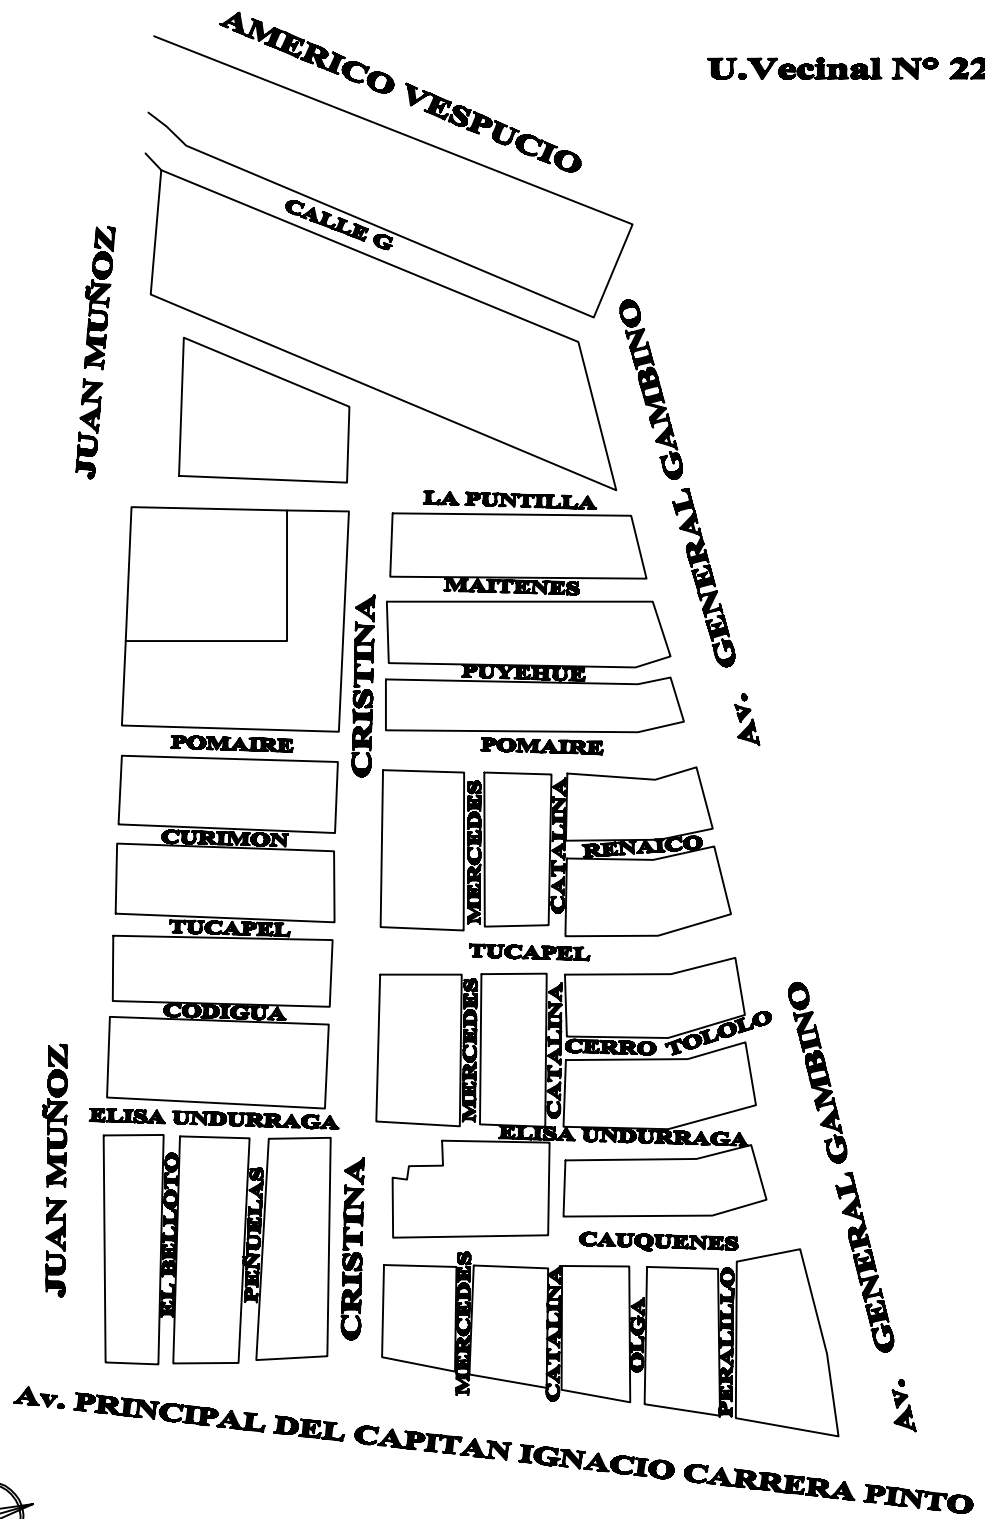 AMERICO VESPUCIO
U.Vecinal N° 22
CALLE G
JUAN MUÑOZ
Av. GENERAL GAMBINO
LA PUNTILLA
MAITENES
CRISTINA
PUYEHUE
POMAIRE
POMAIRE
MERCEDES
CATALINA
CURIMON
RENAICO
TUCAPEL
TUCAPEL
MERCEDES
CATALINA
CODIGUA
CERRO TOLOLO
JUAN MUÑOZ
Av. GENERAL GAMBINO
ELISA UNDURRAGA
ELISA UNDURRAGA
EL BELLOTO
PEÑUELAS
CRISTINA
CAUQUENES
MERCEDES
CATALINA
OLGA
PERALILLO
Av. PRINCIPAL DEL CAPITAN IGNACIO CARRERA PINTO